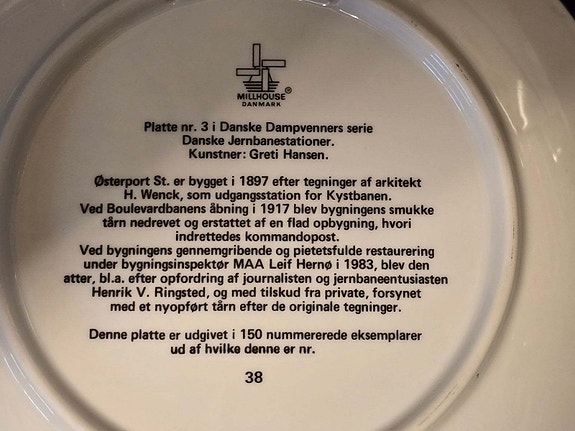 MILLHOUSE ®
DANMARK
Platte nr. 3 i Danske Dampvenners serie
Danske Jernbanestationer.
Kunstner: Greti Hansen.
Østerport St. er bygget i 1897 efter tegninger af arkitekt
H. Wenck, som udgangsstation for Kystbanen.
Ved Boulevardbanens åbning i 1917 blev bygningens smukke
tårn nedrevet og erstattet af en flad opbygning, hvori
indrettedes kommandopost.
Ved bygningens gennemgribende og pietetsfulde restaurering
under bygningsinspektør MAA Leif Hernø i 1983, blev den
atter, bl.a. efter opfordring af journalisten og jernbaneentusiasten
Henrik V. Ringsted, og med tilskud fra private, forsynet
med et nyopført tårn efter de originale tegninger.
Denne platte er udgivet i 150 nummererede eksemplarer
ud af hvilke denne er nr.
38